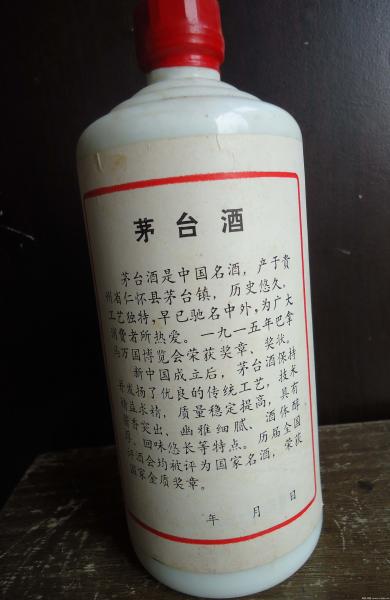 茅台酒
茅台酒是中国名酒，产于贵
州省仁怀县茅台镇，历史悠久，
工艺独特，早已驰名中外，为广大
消费者所热爱。一九一五年巴拿
马万国博览会荣获奖章、奖状。
新中国成立后，茅台酒保持
并发扬了优良的传统工艺，技术
精益求精，质量稳定提高，具有
酱香突出、幽雅细腻、酒体醇
厚、回味悠长等特点。历届全国
评酒会均被评为国家名酒，荣获
国家金质奖章。
年 月 日